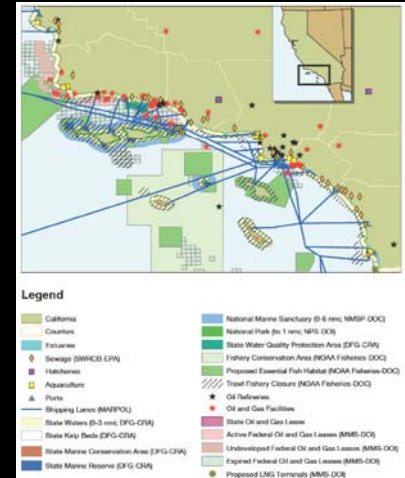 Legend
California
Counties
Estuaries
Sewage (SWRCB-EPA)
Hatcheries
Aquaculture
Ports
Shipping Lanes (MARPOL)
State Waters (0-3 nm; DFG-CRA)
State Kelp Beds (DFG-CRA)
State Marine Conservation Area (DFG-CRA)
State Marine Reserve (DFG-CRA)
National Marine Sanctuary (0-6 nm; NMSP-DOC)
National Park (to 1 nm; NPS-DOI)
State Water Quality Protection Area (DFG-CRA)
Fishery Conservation Area (NOAA Fisheries-DOC)
Proposed Essential Fish Habitat (NOAA Fisheries-DOC)
Trawl Fishery Closure (NOAA Fisheries-DOC)
Oil Refineries
Oil and Gas Facilities
State Oil and Gas Lease
Active Federal Oil and Gas Leases (MMS-DOI)
Undeveloped Federal Oil and Gas Leases (MMS-DOI)
Expired Federal Oil and Gas Leases (MMS-DOI)
Proposed LNG Terminals (MMS-DOI)